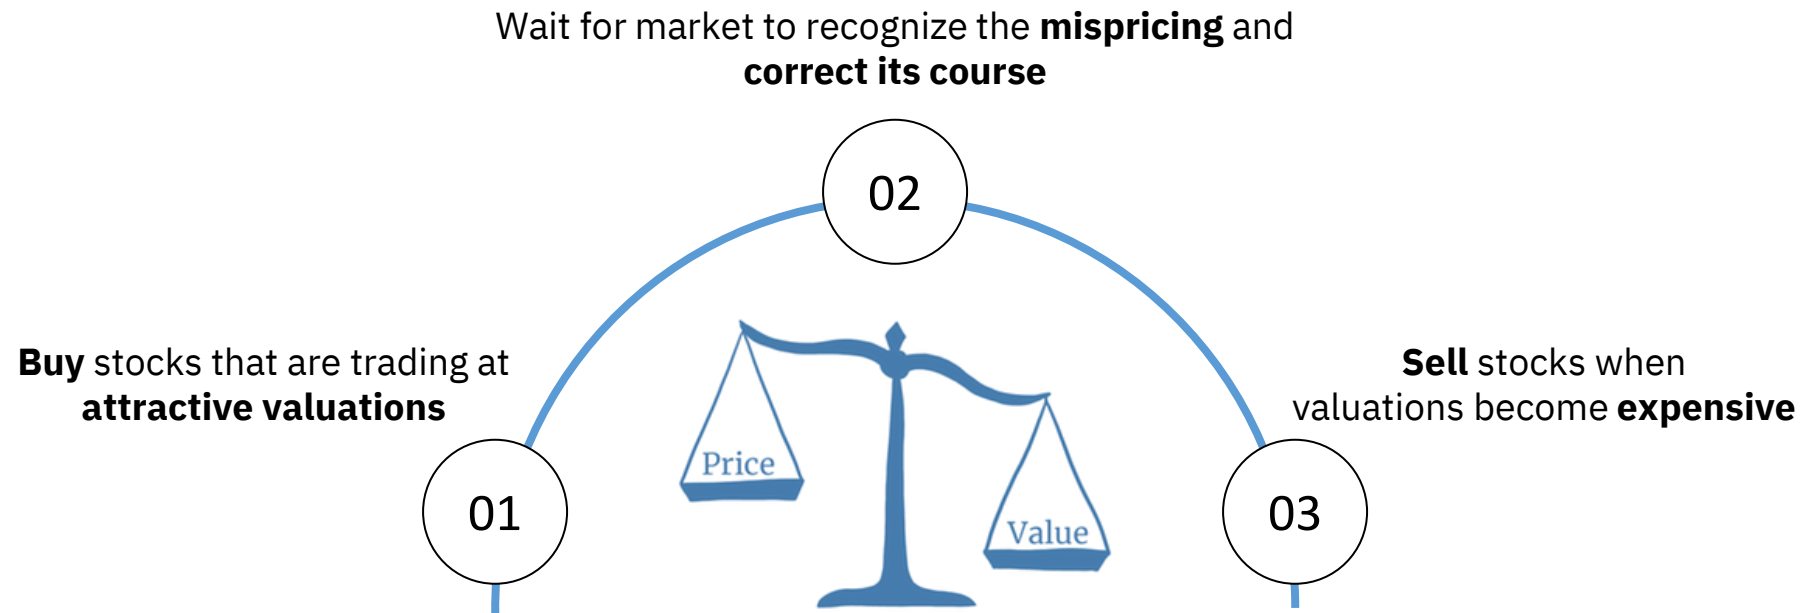 Wait for market to recognize the mispricing and
correct its course
02
Buy stocks that are trading at
attractive valuations
01
Sell stocks when
valuations become expensive
03
Price
Value